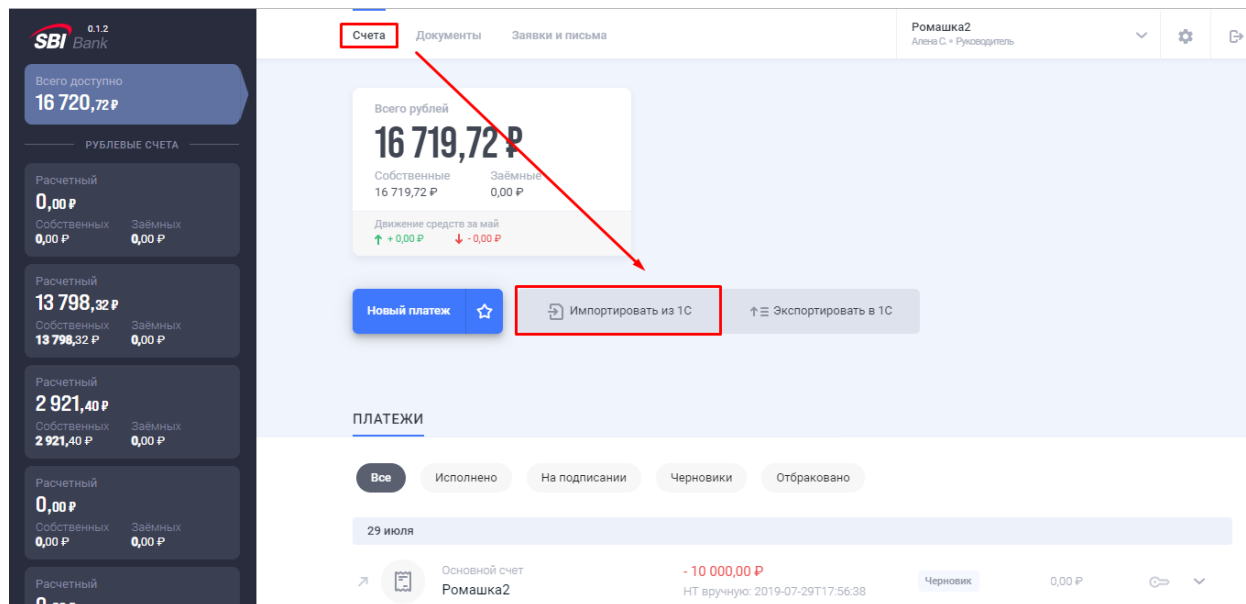 0.1.2
SBI Bank
Счета Документы Заявки и письма
Ромашка2
Алена С. • Руководитель
Всего доступно
16 720,72 ₽
РУБЛЕВЫЕ СЧЕТА
Расчетный
0,00 ₽
Собственных Заёмных
0,00 ₽ 0,00 ₽
Расчетный
13 798,32 ₽
Собственных Заёмных
13 798,32 ₽ 0,00 ₽
Расчетный
2 921,40 ₽
Собственных Заёмных
2 921,40 ₽ 0,00 ₽
Расчетный
0,00 ₽
Собственных Заёмных
0,00 ₽ 0,00 ₽
Расчетный
Всего рублей
16 719,72 ₽
Собственные Заёмные
16 719,72 ₽ 0,00 ₽
Движение средств за май
+ 0,00 ₽ - 0,00 ₽
Новый платеж Импортировать из 1С Экспортировать в 1С
ПЛАТЕЖИ
Все Исполнено На подписании Черновики Отбраковано
29 июля
Основной счет - 10 000,00 ₽
Ромашка2 НТ вручную: 2019-07-29T17:56:38
Черновик 0,00 ₽